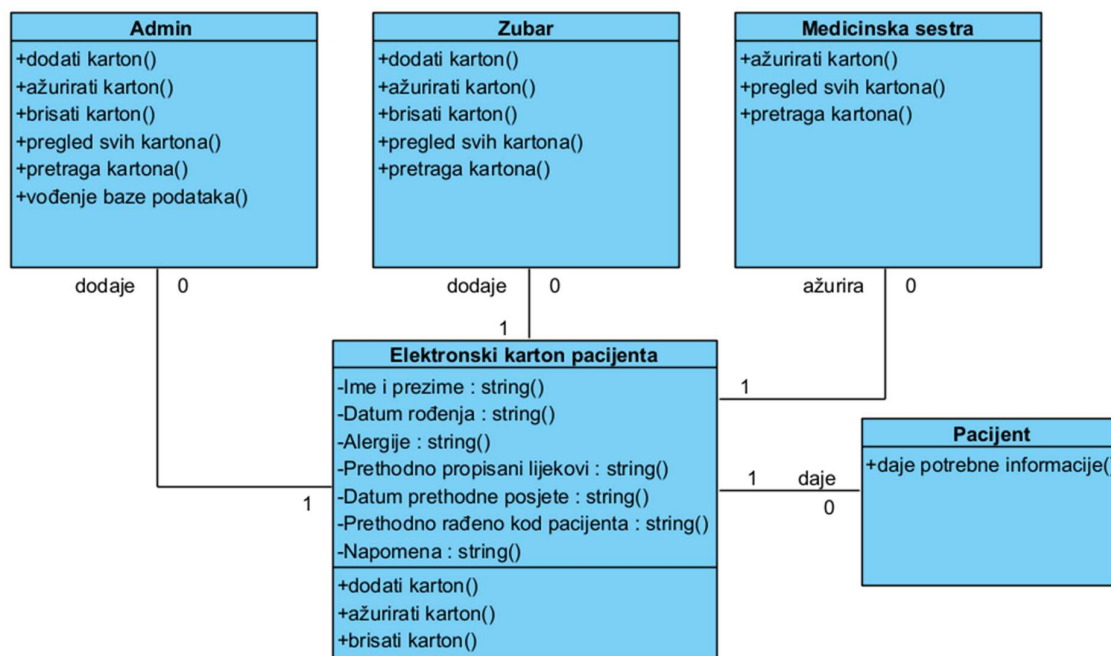 Admin
+dodati karton()
+ažurirati karton()
+brisati karton()
+pregled svih kartona()
+pretraga kartona()
+vođenje baze podataka()
Zubar
+dodati karton()
+ažurirati karton()
+brisati karton()
+pregled svih kartona()
+pretraga kartona()
Medicinska sestra
+ažurirati karton()
+pregled svih kartona()
+pretraga kartona()
dodaje 0
dodaje 0
ažurira 0
1
1
1
Elektronski karton pacijenta
-Ime i prezime : string()
-Datum rođenja : string()
-Alergije : string()
-Prethodno propisani lijekovi : string()
-Datum prethodne posjete : string()
-Prethodno rađeno kod pacijenta : string()
-Napomena : string()
+dodati karton()
+ažurirati karton()
+brisati karton()
1 daje
0
Pacijent
+daje potrebne informacije()